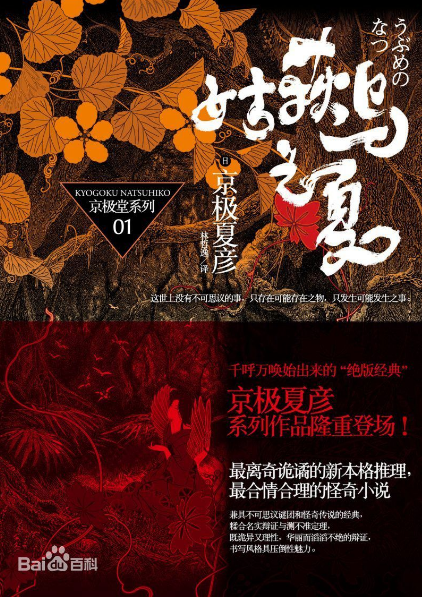 うぶめの
なつ
姑获鸟
之夏
KYOGOKU NATSUHIKO
京极堂系列
01
日
京极夏彦
林哲逸 译
这世上没有不可思议的事，只存在可能存在之物，只发生可能发生之事。
千呼万唤始出来的“绝版经典”
京极夏彦
系列作品隆重登场！
最离奇诡谲的新本格推理，
最合情合理的怪奇小说
兼具不可思议谜团和怪奇传说的经典，
糅合名实辩证与测不准定理，
既诡异又理性，华丽而滔滔不绝的辩证，
书写风格具压倒性魅力。
Bai百科